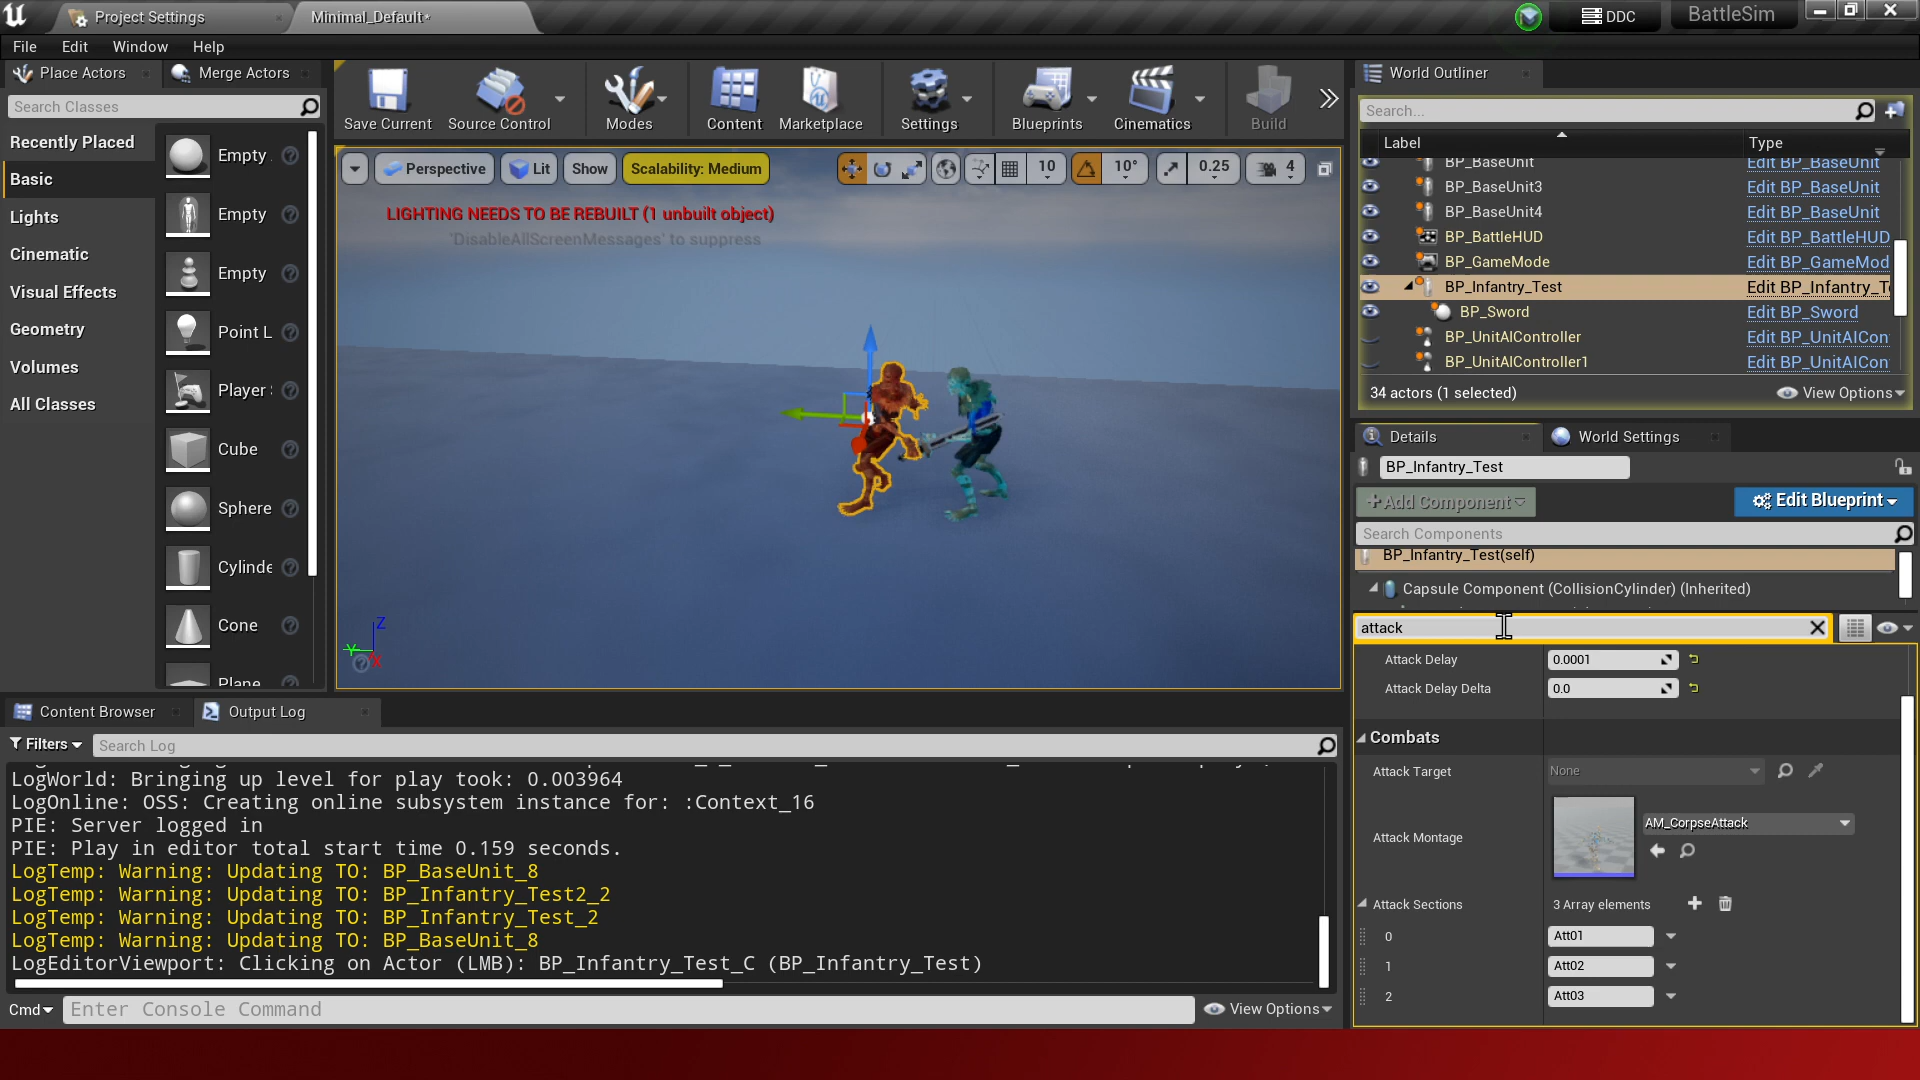 Project Settings
Minimal_Default*
DDC
BattleSim
File Edit Window Help
Place Actors
Merge Actors
Search Classes
Recently Placed
Basic
Lights
Cinematic
Visual Effects
Geometry
Volumes
All Classes
Empty
Empty
Empty
Point L
Player
Cube
Sphere
Cylinde
Cone
Plane
Save Current
Source Control
Modes
Content
Marketplace
Settings
Blueprints
Cinematics
Build
Perspective
Lit
Show
Scalability: Medium
10
10°
0.25
4
LIGHTING NEEDS TO BE REBUILT (1 unbuilt object)
'DisableAllScreenMessages' to suppress
Z
Y
X
World Outliner
Search...
Label
Type
BP_BaseUnit Edit BP_BaseUnit
BP_BaseUnit3 Edit BP_BaseUnit
BP_BaseUnit4 Edit BP_BaseUnit
BP_BattleHUD Edit BP_BattleHUD
BP_GameMode Edit BP_GameMod
BP_Infantry_Test Edit BP_Infantry_T
BP_Sword Edit BP_Sword
BP_UnitAIController Edit BP_UnitAICon
BP_UnitAIController1 Edit BP_UnitAICon
34 actors (1 selected)
View Options
Details
World Settings
BP_Infantry_Test
+Add Component
Edit Blueprint
Search Components
BP_Infantry_Test(self)
Capsule Component (CollisionCylinder) (Inherited)
attack
Attack Delay 0.0001
Attack Delay Delta 0.0
Combats
Attack Target None
Attack Montage AM_CorpseAttack
Attack Sections 3 Array elements
0 Att01
1 Att02
2 Att03
Content Browser
Output Log
Filters
Search Log
LogWorld: Bringing up level for play took: 0.003964
LogOnline: OSS: Creating online subsystem instance for: :Context_16
PIE: Server logged in
PIE: Play in editor total start time 0.159 seconds.
LogTemp: Warning: Updating TO: BP_BaseUnit_8
LogTemp: Warning: Updating TO: BP_Infantry_Test2_2
LogTemp: Warning: Updating TO: BP_Infantry_Test_2
LogTemp: Warning: Updating TO: BP_BaseUnit_8
LogEditorViewport: Clicking on Actor (LMB): BP_Infantry_Test_C (BP_Infantry_Test)
Cmd
Enter Console Command
View Options